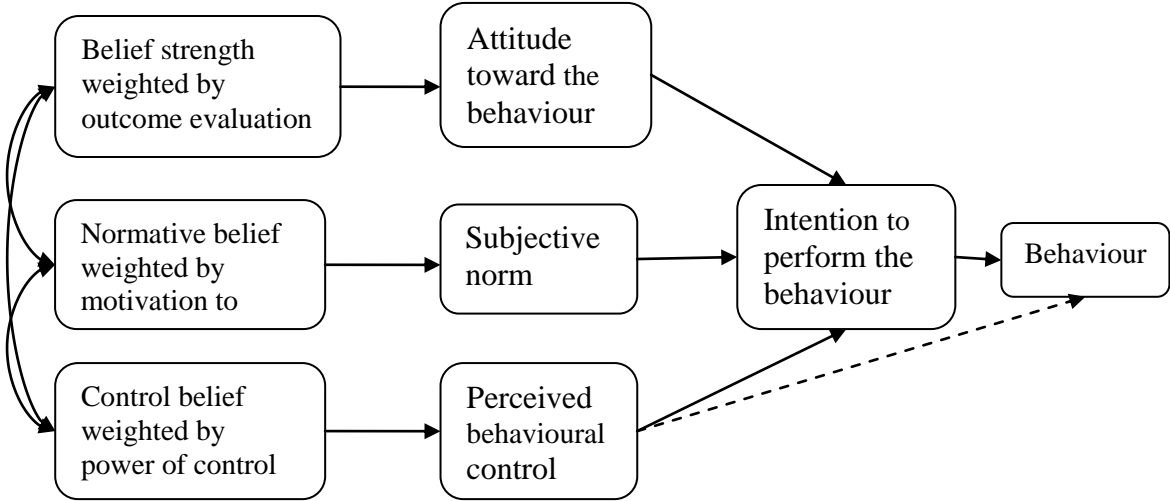 Belief strength
weighted by
outcome evaluation
Attitude
toward the
behaviour
Normative belief
weighted by
motivation to
Subjective
norm
Intention to
perform the
behaviour
Behaviour
Control belief
weighted by
power of control
Perceived
behavioural
control